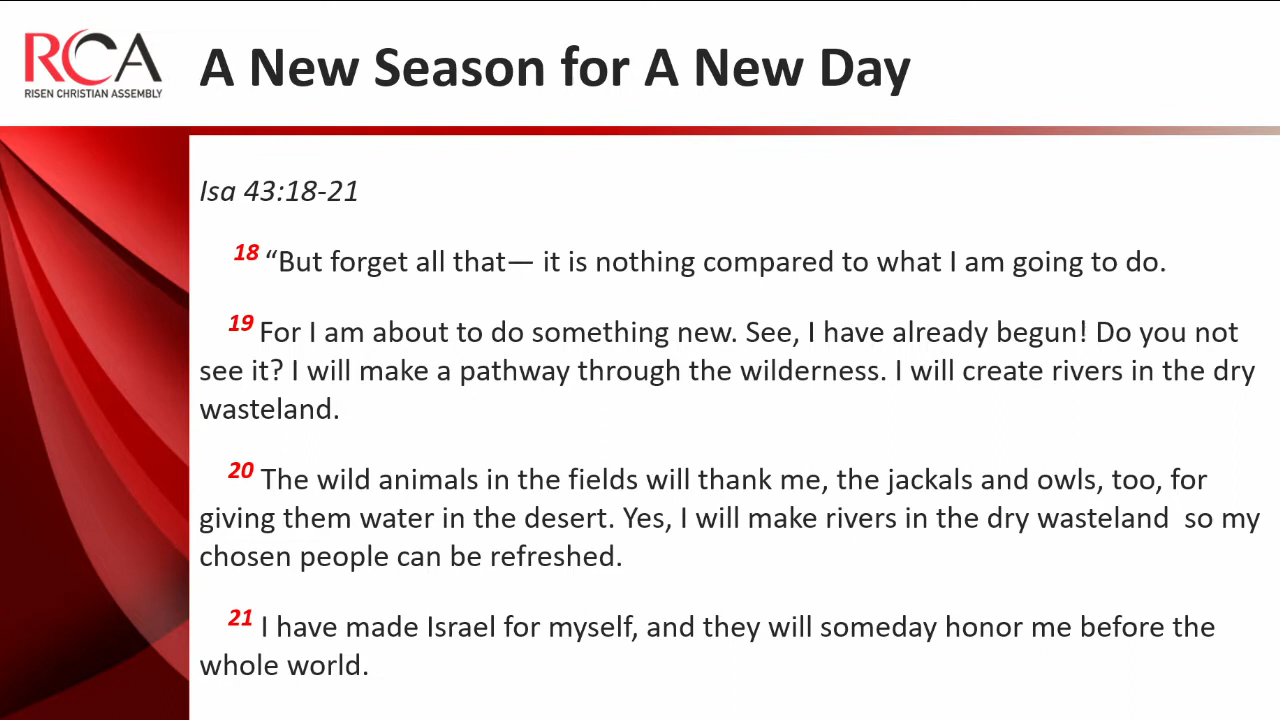 RCA
RISEN CHRISTIAN ASSEMBLY
A New Season for A New Day
Isa 43:18-21
18 “But forget all that— it is nothing compared to what I am going to do.
19 For I am about to do something new. See, I have already begun! Do you not
see it? I will make a pathway through the wilderness. I will create rivers in the dry
wasteland.
20 The wild animals in the fields will thank me, the jackals and owls, too, for
giving them water in the desert. Yes, I will make rivers in the dry wasteland  so my
chosen people can be refreshed.
21 I have made Israel for myself, and they will someday honor me before the
whole world.